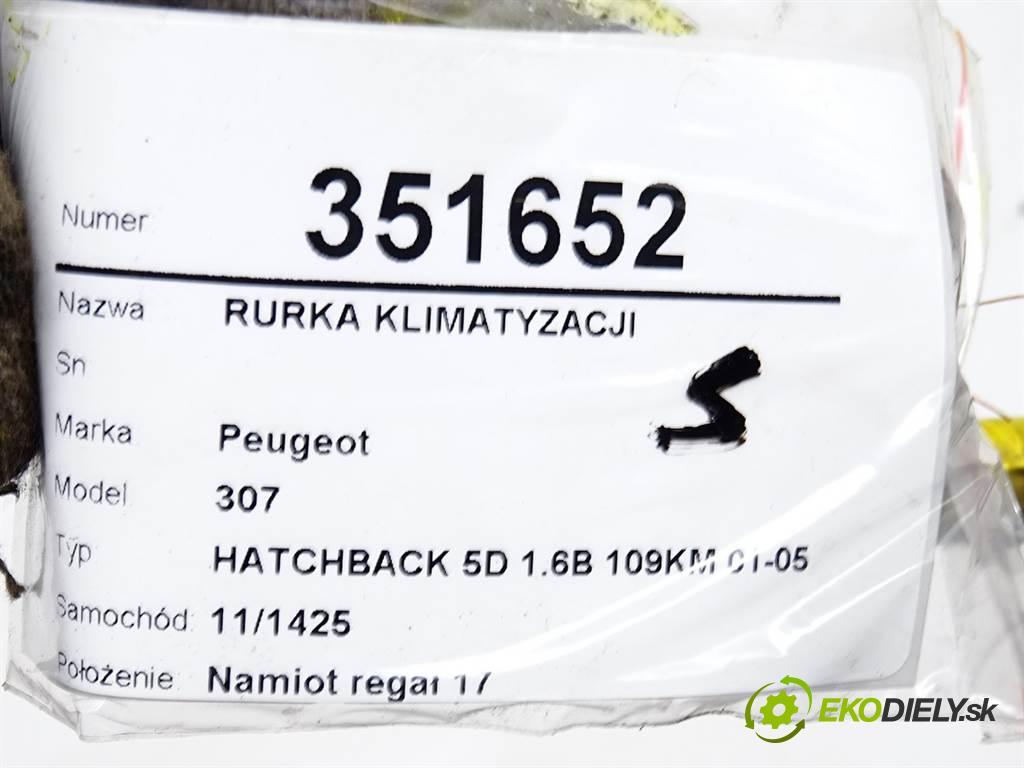 Numer 351652
Nazwa RURKA KLIMATYZACJI
Sn
S
Marka Peugeot
Model 307
Typ HATCHBACK 5D 1.6B 109KM 01-05
Samochód: 11/1425
Położenie: Namiot regał 17
EKODIELY.sk